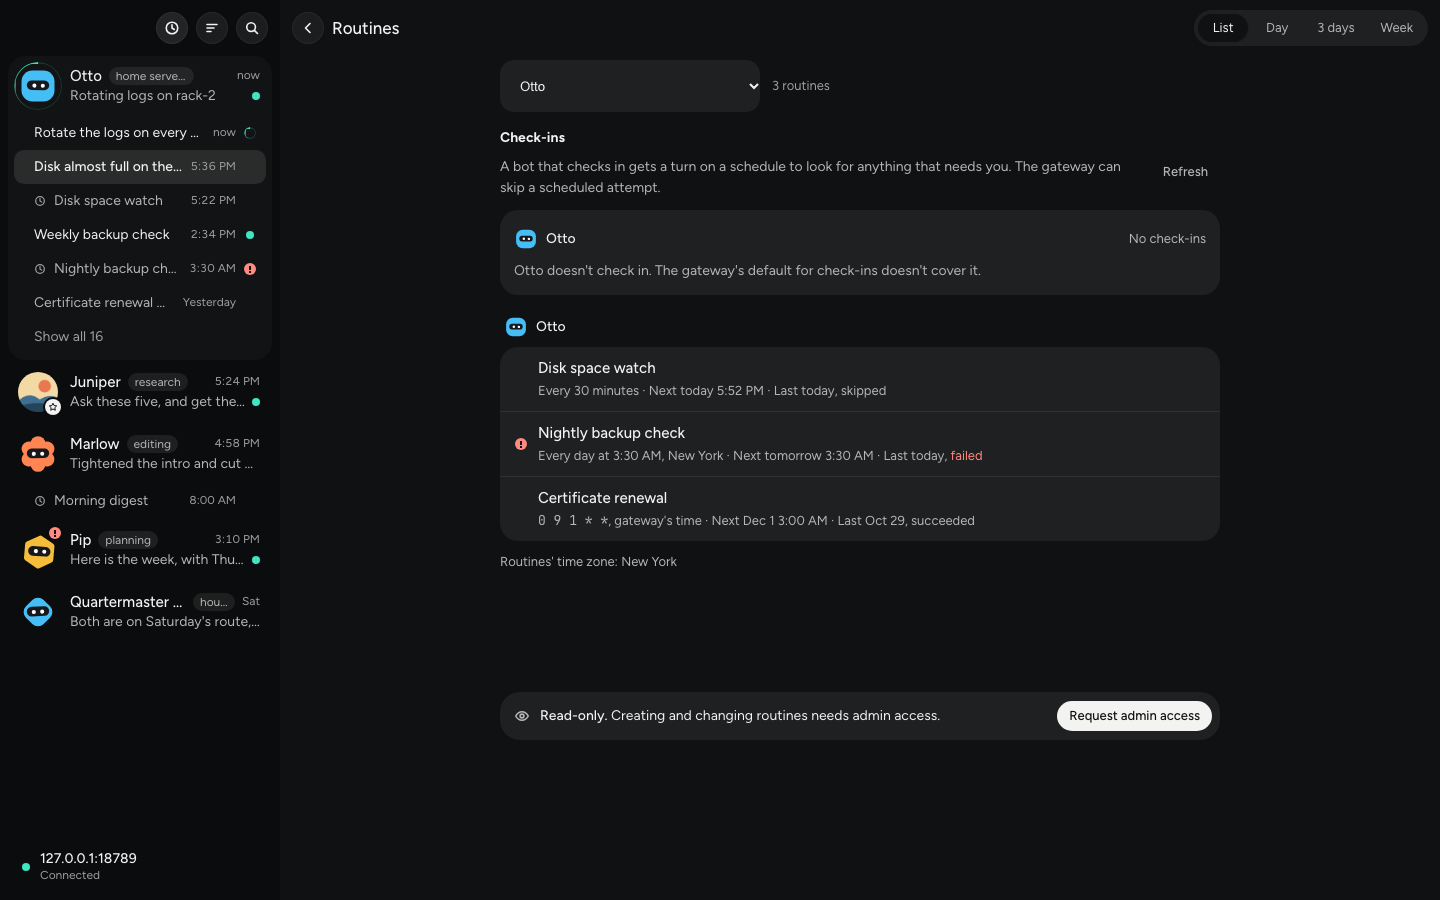 Otto
home serve...
now
Rotating logs on rack-2
Rotate the logs on every ...
now
Disk almost full on the...
5:36 PM
Disk space watch
5:22 PM
Weekly backup check
2:34 PM
Nightly backup ch...
3:30 AM
Certificate renewal ...
Yesterday
Show all 16
Juniper
research
5:24 PM
Ask these five, and get the...
Marlow
editing
4:58 PM
Tightened the intro and cut ...
Morning digest
8:00 AM
Pip
planning
3:10 PM
Here is the week, with Thu...
Quartermaster ...
hou...
Sat
Both are on Saturday's route,...
127.0.0.1:18789
Connected
Routines
List
Day
3 days
Week
Otto
3 routines
Check-ins
A bot that checks in gets a turn on a schedule to look for anything that needs you. The gateway can
skip a scheduled attempt.
Refresh
Otto
No check-ins
Otto doesn't check in. The gateway's default for check-ins doesn't cover it.
Otto
Disk space watch
Every 30 minutes · Next today 5:52 PM · Last today, skipped
Nightly backup check
Every day at 3:30 AM, New York · Next tomorrow 3:30 AM · Last today, failed
Certificate renewal
0 9 1 * *, gateway's time · Next Dec 1 3:00 AM · Last Oct 29, succeeded
Routines' time zone: New York
Read-only. Creating and changing routines needs admin access.
Request admin access